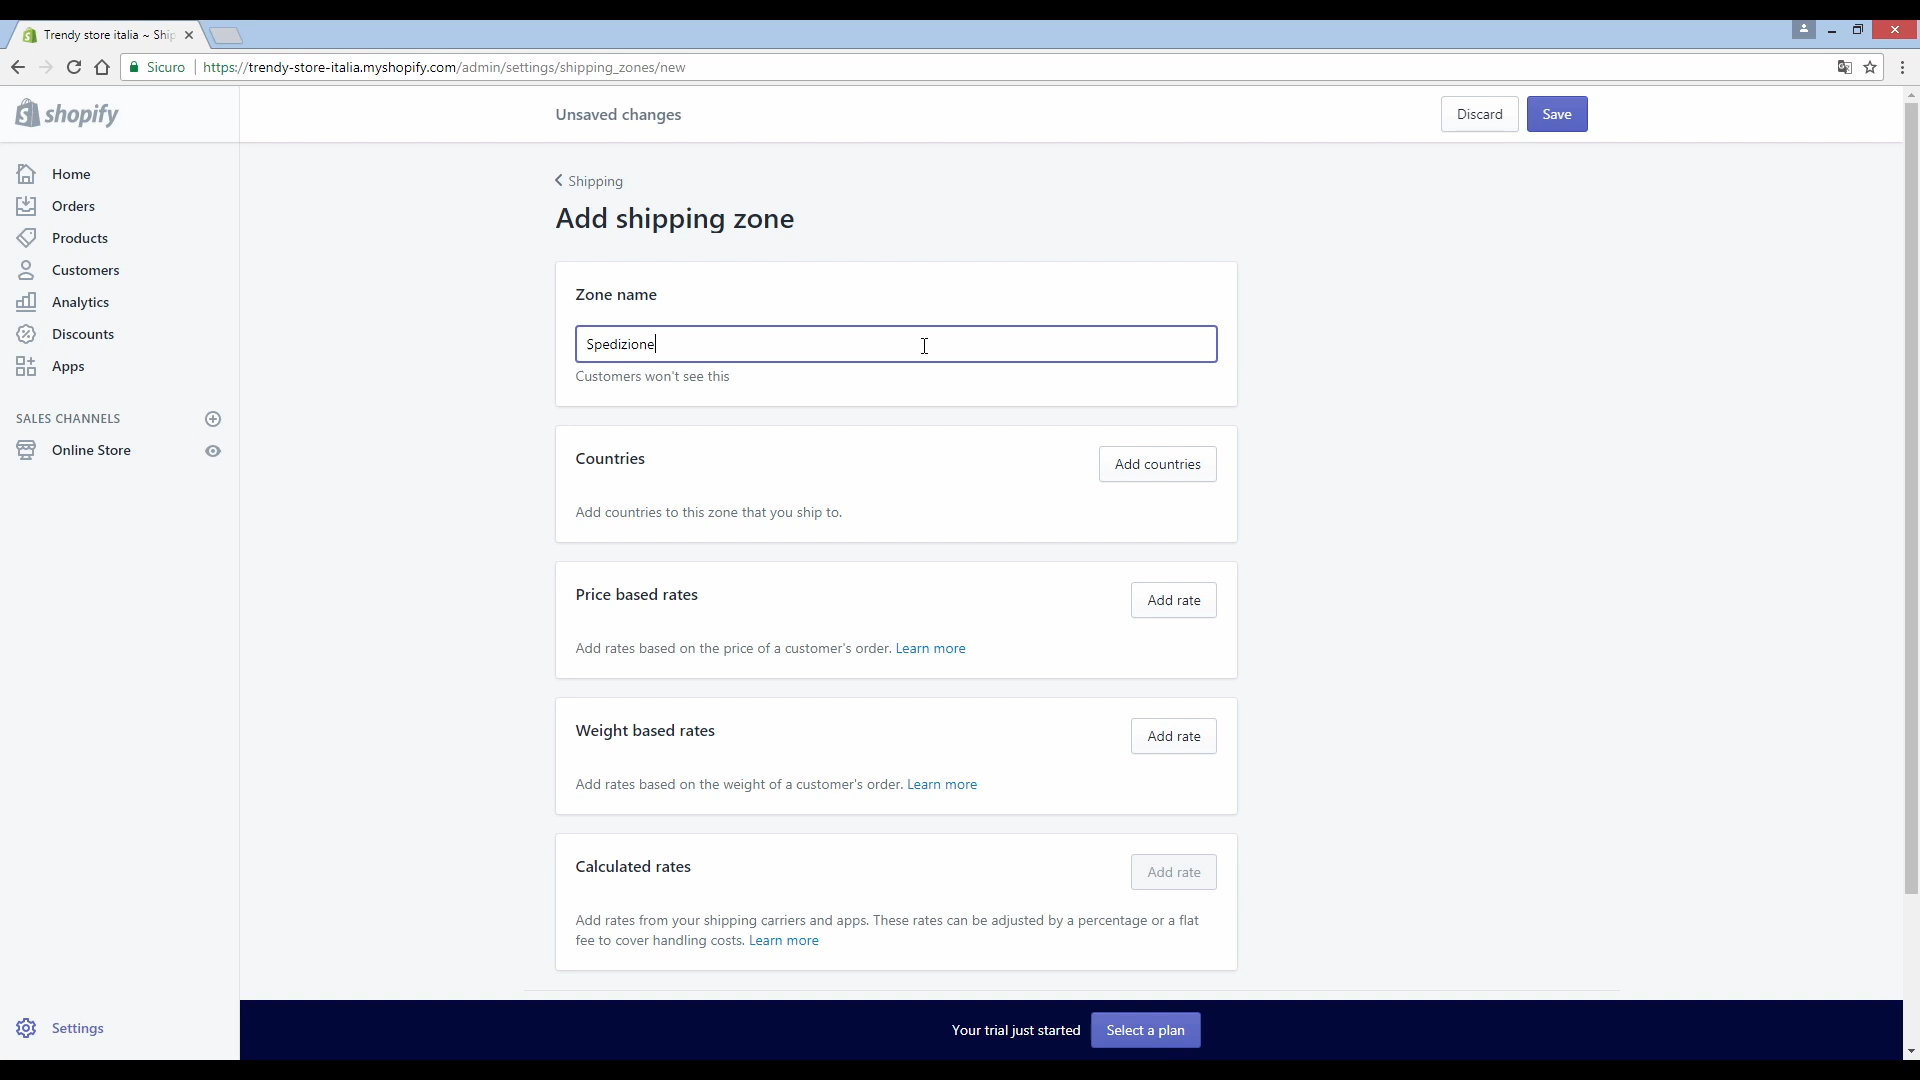 Trendy store italia ~ Ship
Sicuro https://trendy-store-italia.myshopify.com/admin/settings/shipping_zones/new
shopify
Unsaved changes
Discard
Save
Home
Orders
Products
Customers
Analytics
Discounts
Apps
SALES CHANNELS
Online Store
Settings
Shipping
Add shipping zone
Zone name
Spedizione
Customers won't see this
Countries
Add countries
Add countries to this zone that you ship to.
Price based rates
Add rate
Add rates based on the price of a customer's order. Learn more
Weight based rates
Add rate
Add rates based on the weight of a customer's order. Learn more
Calculated rates
Add rate
Add rates from your shipping carriers and apps. These rates can be adjusted by a percentage or a flat
fee to cover handling costs. Learn more
Your trial just started
Select a plan